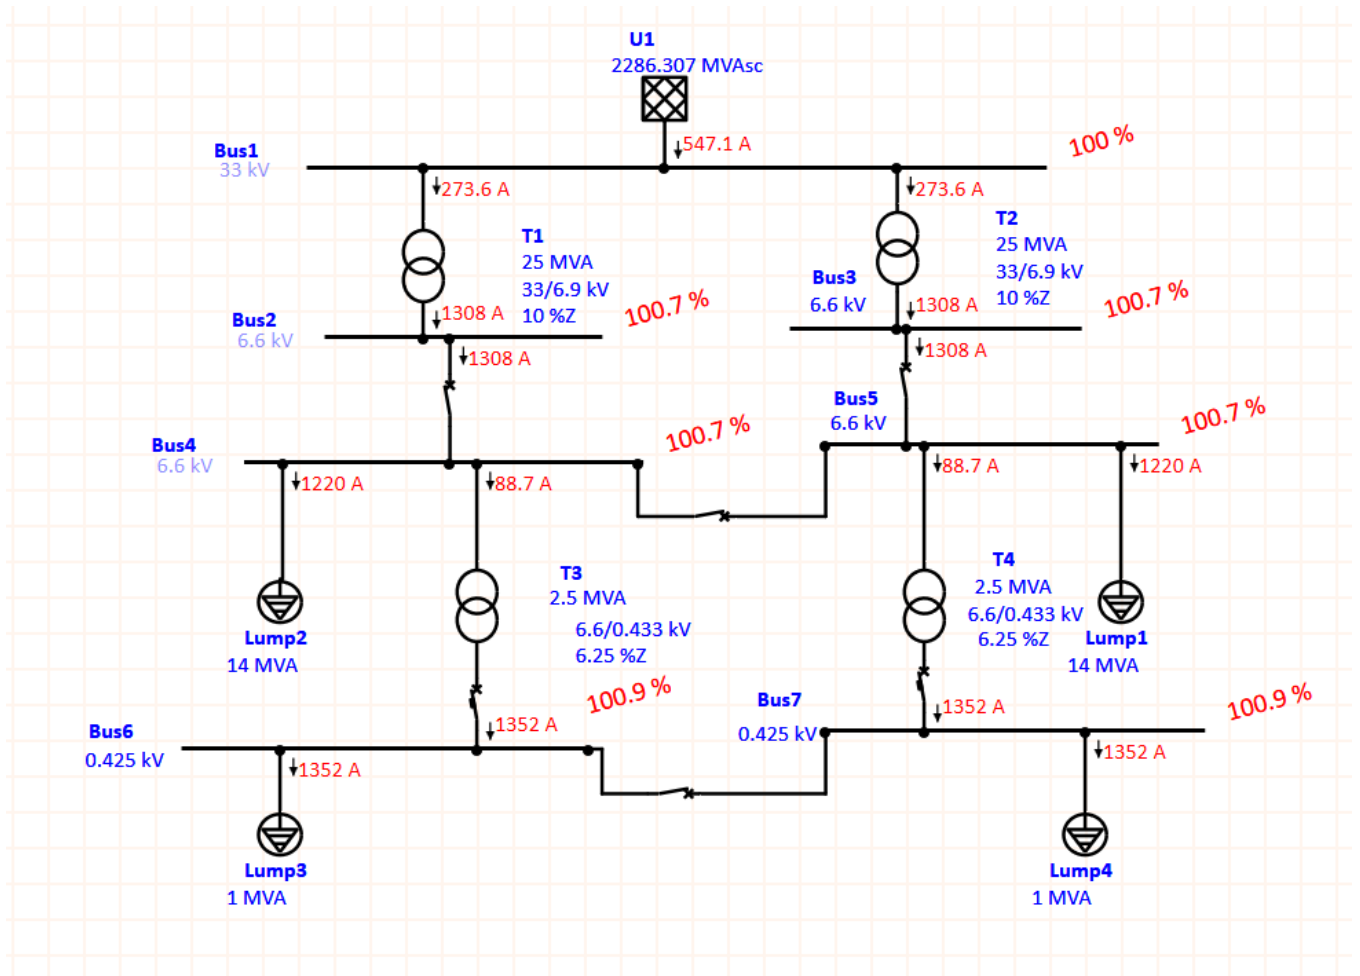 U1
2286.307 MVAsc
547.1 A
100 %
Bus1
33 kV
273.6 A
273.6 A
T1
25 MVA
33/6.9 kV
10 %Z
T2
25 MVA
33/6.9 kV
10 %Z
Bus3
6.6 kV
1308 A
100.7 %
1308 A
100.7 %
Bus2
6.6 kV
1308 A
1308 A
Bus5
6.6 kV
100.7 %
Bus4
6.6 kV
100.7 %
1220 A
88.7 A
88.7 A
1220 A
T3
2.5 MVA
6.6/0.433 kV
6.25 %Z
T4
2.5 MVA
6.6/0.433 kV
6.25 %Z
Lump2
14 MVA
Lump1
14 MVA
100.9 %
Bus7
0.425 kV
1352 A
100.9 %
Bus6
0.425 kV
1352 A
1352 A
1352 A
Lump3
1 MVA
Lump4
1 MVA